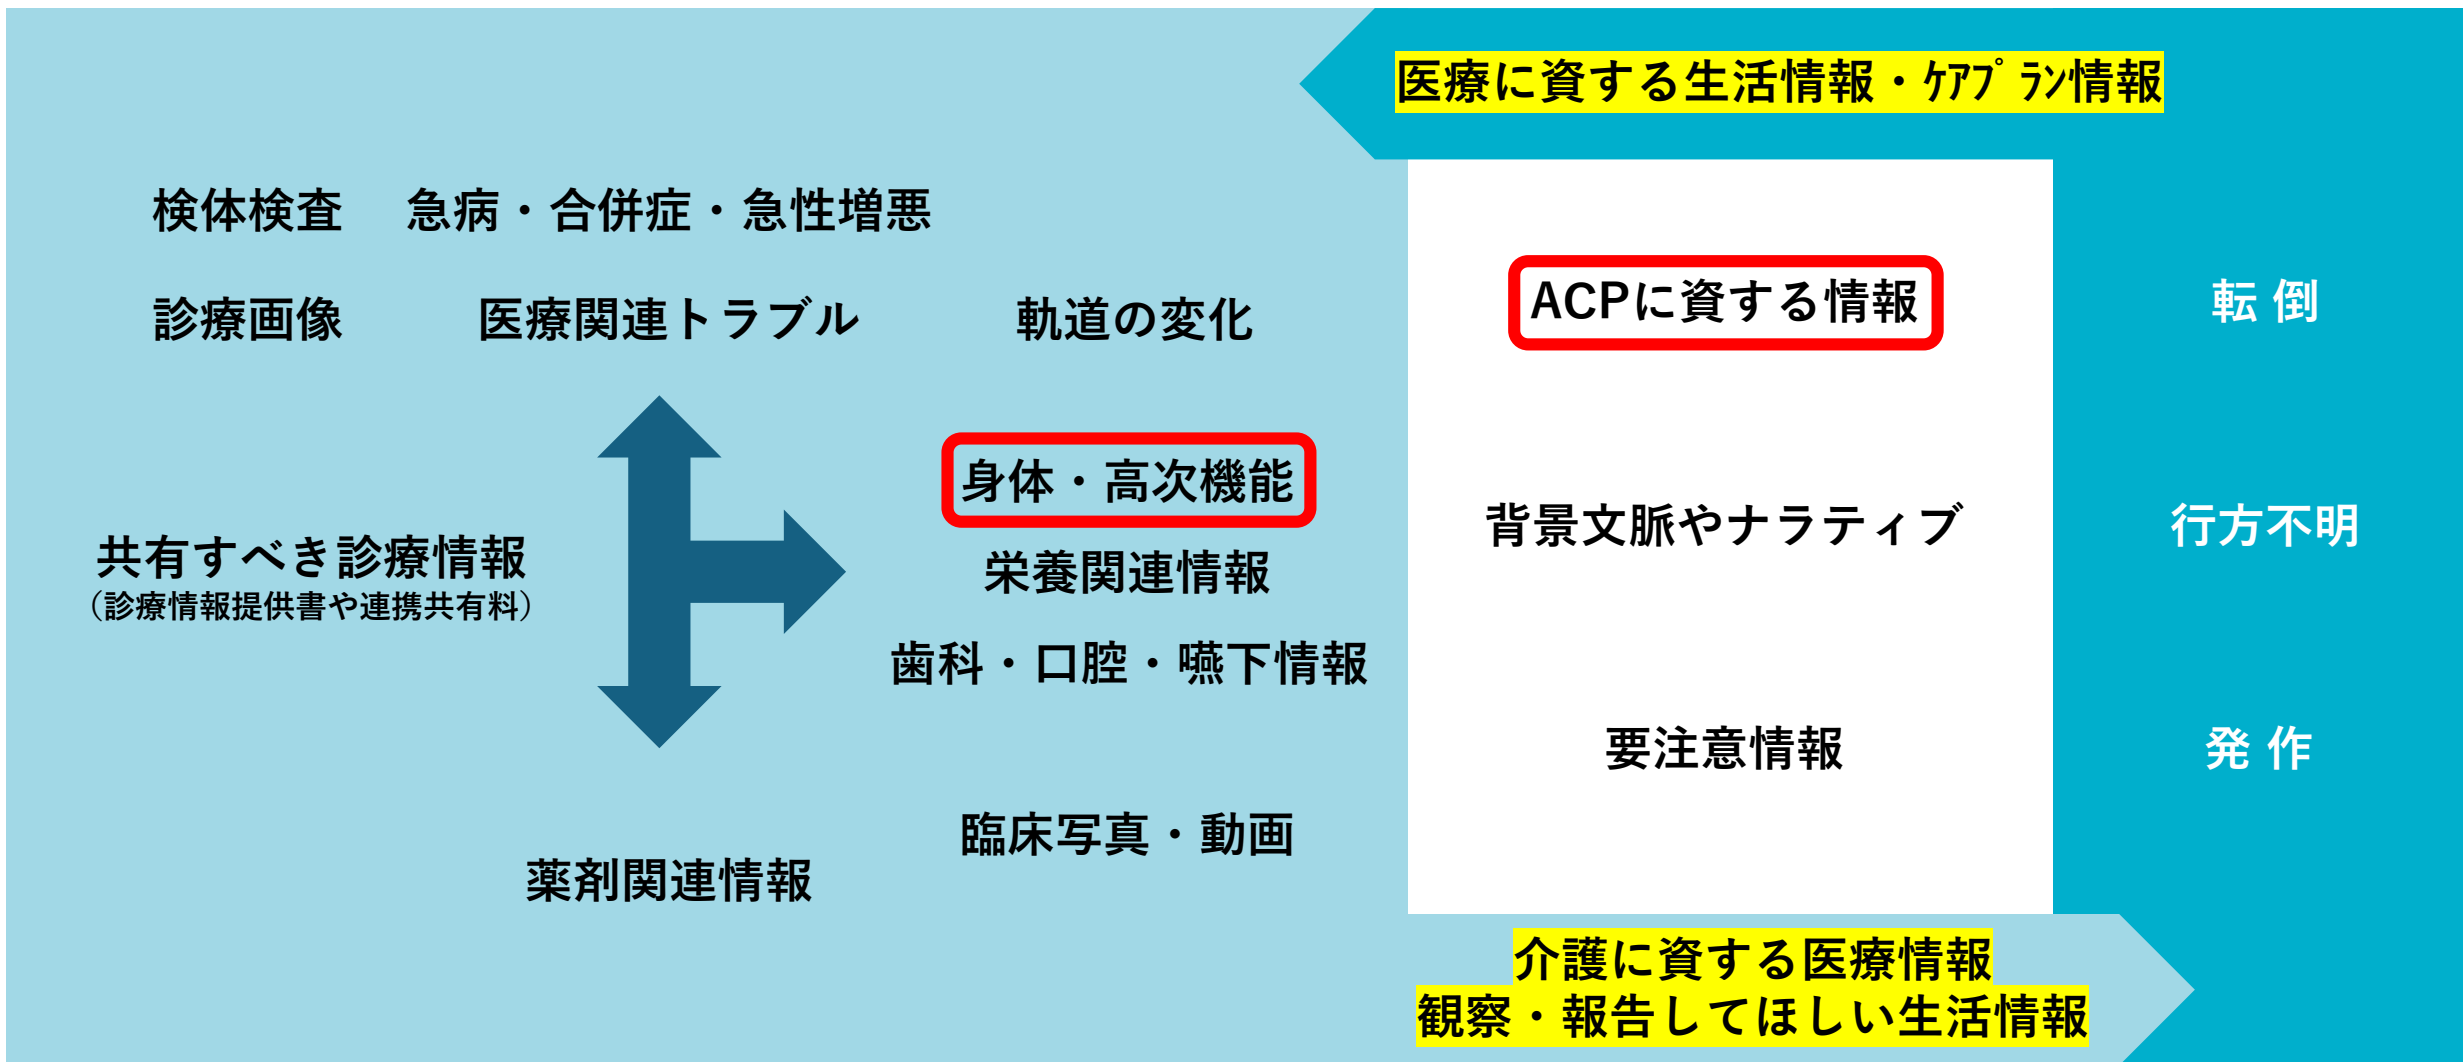 医療に資する生活情報・ｹｱﾌﾟﾗﾝ情報
検体検査
急病・合併症・急性増悪
診療画像
医療関連トラブル
軌道の変化
ACPに資する情報
転 倒
身体・高次機能
背景文脈やナラティブ
行方不明
共有すべき診療情報
（診療情報提供書や連携共有料）
栄養関連情報
歯科・口腔・嚥下情報
要注意情報
発 作
臨床写真・動画
薬剤関連情報
介護に資する医療情報
観察・報告してほしい生活情報